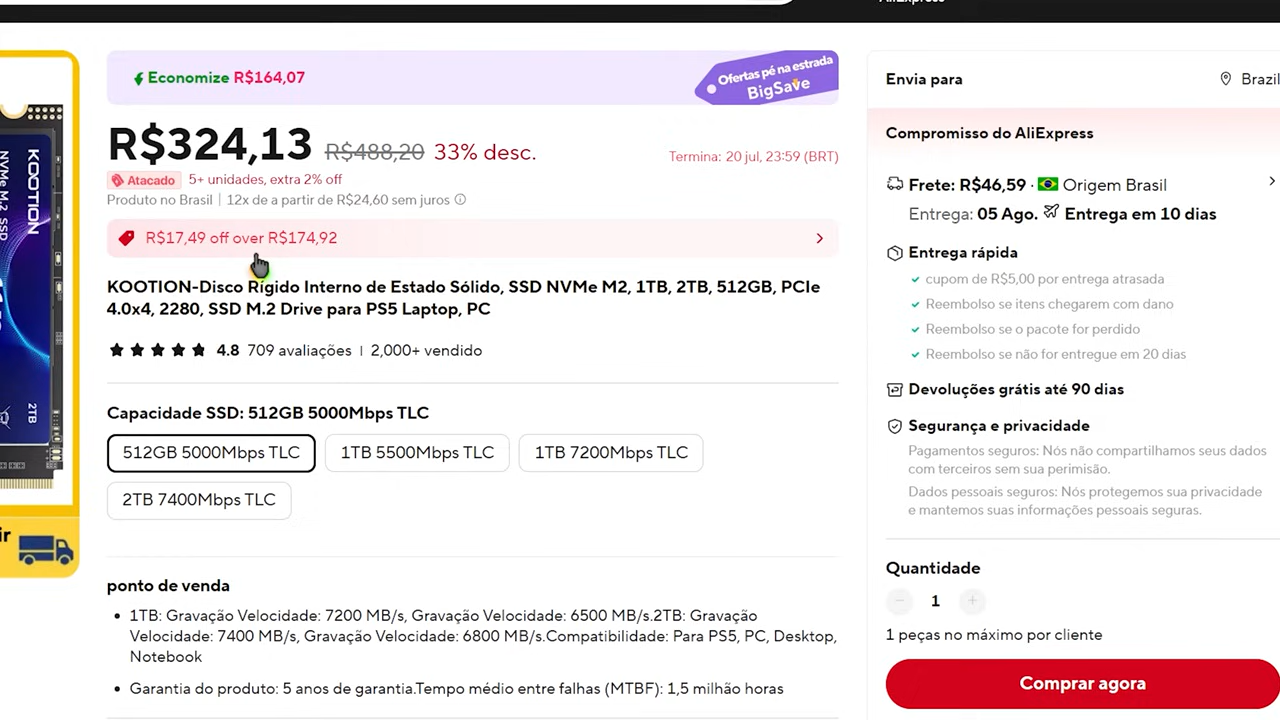 AliExpress
KOOTION
NVMe M.2 SSD
2TB
Economize R$164,07
Ofertas pé na estrada
BigSave
R$324,13 R$488,20 33% desc.
Termina: 20 jul, 23:59 (BRT)
Atacado 5+ unidades, extra 2% off
Produto no Brasil | 12x de a partir de R$24,60 sem juros
R$17,49 off over R$174,92
KOOTION-Disco Rígido Interno de Estado Sólido, SSD NVMe M2, 1TB, 2TB, 512GB, PCIe
4.0x4, 2280, SSD M.2 Drive para PS5 Laptop, PC
4.8 709 avaliações | 2,000+ vendido
Capacidade SSD: 512GB 5000Mbps TLC
512GB 5000Mbps TLC
1TB 5500Mbps TLC
1TB 7200Mbps TLC
2TB 7400Mbps TLC
ponto de venda
1TB: Gravação Velocidade: 7200 MB/s, Gravação Velocidade: 6500 MB/s.2TB: Gravação
Velocidade: 7400 MB/s, Gravação Velocidade: 6800 MB/s.Compatibilidade: Para PS5, PC, Desktop,
Notebook
Garantia do produto: 5 anos de garantia.Tempo médio entre falhas (MTBF): 1,5 milhão horas
Envia para
Brazil
Compromisso do AliExpress
Frete: R$46,59 · Origem Brasil
Entrega: 05 Ago. Entrega em 10 dias
Entrega rápida
cupom de R$5,00 por entrega atrasada
Reembolso se itens chegarem com dano
Reembolso se o pacote for perdido
Reembolso se não for entregue em 20 dias
Devoluções grátis até 90 dias
Segurança e privacidade
Pagamentos seguros: Nós não compartilhamos seus dados
com terceiros sem sua perimisão.
Dados pessoais seguros: Nós protegemos sua privacidade
e mantemos suas informações pessoais seguras.
Quantidade
1
1 peças no máximo por cliente
Comprar agora